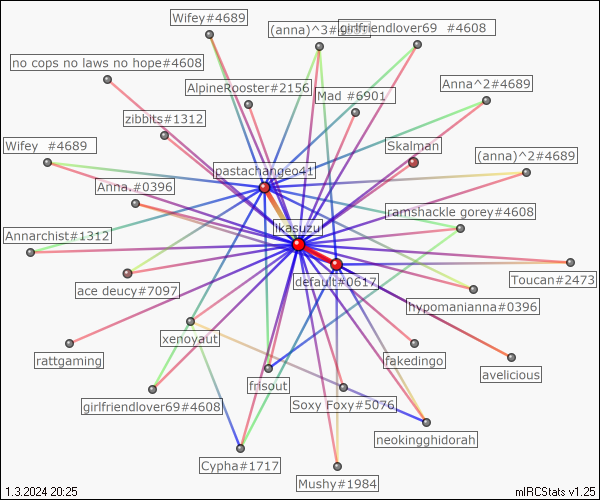 Wifey#4689
(anna)^3#
girlfriendlover69 #4608
no cops no laws no hope#4608
AlpineRooster#2156
Mad #6901
Anna^2#4689
zibbits#1312
Skalman
Wifey #4689
(anna)^2#4689
pastachangeo41
Anna.#0396
ramshackle gorey#4608
likasuzu
Annarchist#1312
default#0617
Toucan#2473
ace deucy#7097
hypomanianna#0396
xenoyaut
rattgaming
fakedingo
avelicious
frisout
girlfriendlover69#4608
Soxy Foxy#5076
neokingghidorah
Cypha#1717
Mushy#1984
1.3.2024 20:25
mIRCStats v1.25